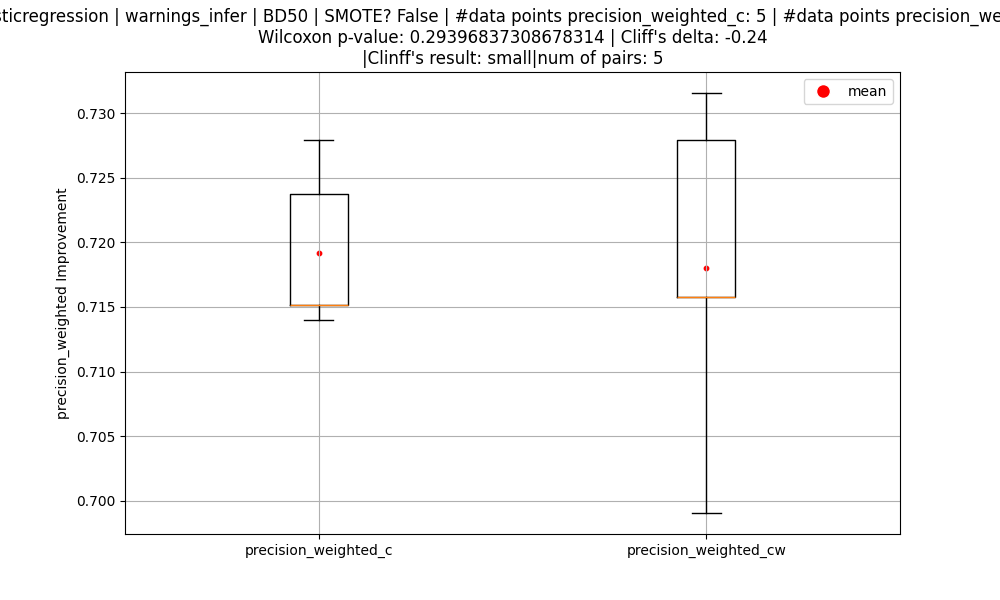 sticregression | warnings_infer | BD50 | SMOTE? False | #data points precision_weighted_c: 5 | #data points precision_we
Wilcoxon p-value: 0.29396837308678314 | Cliff's delta: -0.24
|Clinff's result: small|num of pairs: 5
mean
0.730
0.725
0.720
0.715
0.710
0.705
0.700
precision_weighted Improvement
precision_weighted_c
precision_weighted_cw